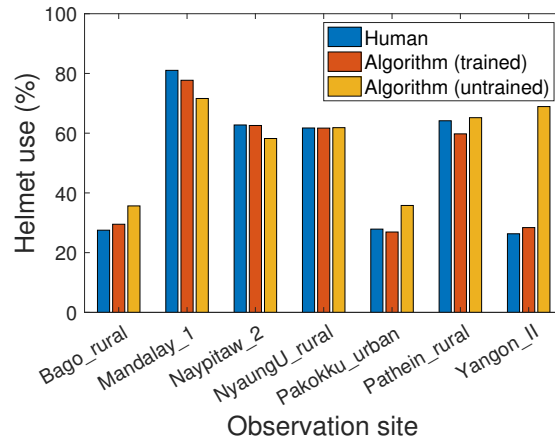 Helmet use (%)
100
80
60
40
20
0
Human
Algorithm (trained)
Algorithm (untrained)
Bago_rural
Mandalay_1
Naypitaw_2
NyaungU_rural
Pakokku_urban
Pathein_rural
Yangon_II
Observation site